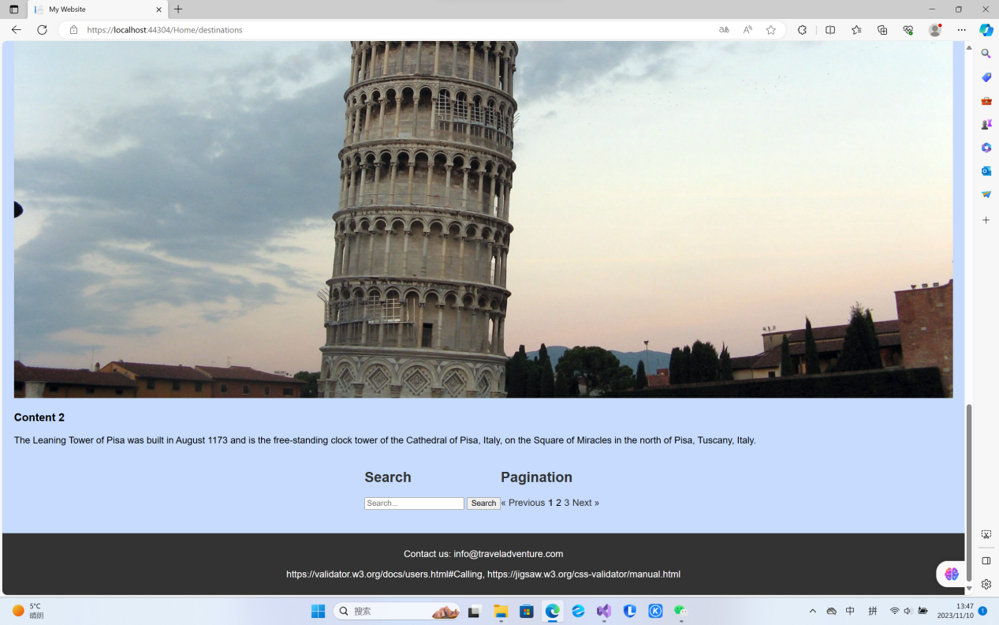 My Website
https://localhost:44304/Home/destinations
Content 2
The Leaning Tower of Pisa was built in August 1173 and is the free-standing clock tower of the Cathedral of Pisa, Italy, on the Square of Miracles in the north of Pisa, Tuscany, Italy.
Search
Pagination
Search...
Search
« Previous 1 2 3 Next »
Contact us: info@traveladventure.com
https://validator.w3.org/docs/users.html#Calling, https://jigsaw.w3.org/css-validator/manual.html
5°C
晴朗
搜索
中
拼
13:47
2023/11/10
1